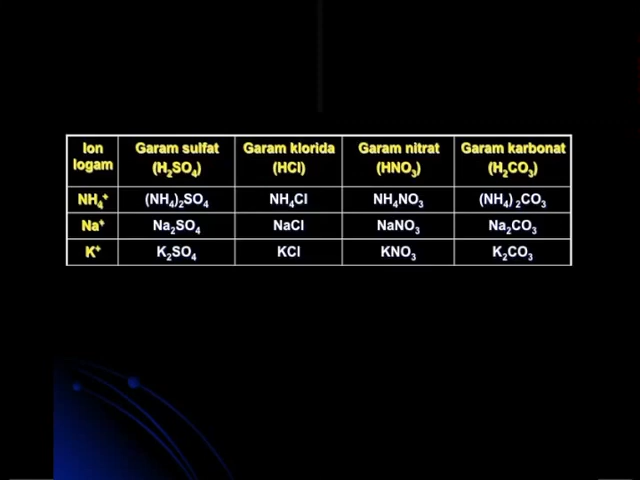 Ion logam | Garam sulfat (H₂SO₄) | Garam klorida (HCl) | Garam nitrat (HNO₃) | Garam karbonat (H₂CO₃)
NH₄⁺ | (NH₄)₂SO₄ | NH₄Cl | NH₄NO₃ | (NH₄)₂CO₃
Na⁺ | Na₂SO₄ | NaCl | NaNO₃ | Na₂CO₃
K⁺ | K₂SO₄ | KCl | KNO₃ | K₂CO₃